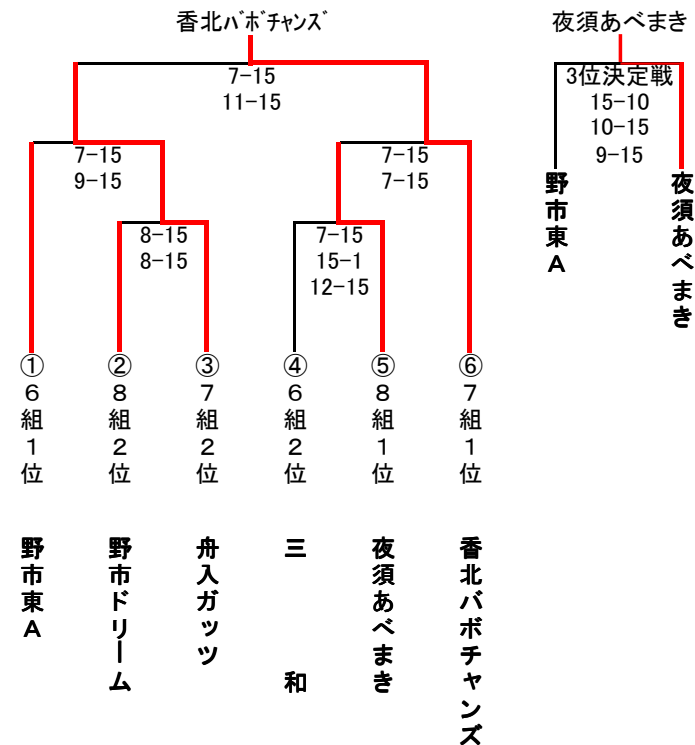 香北ﾊﾞﾎﾞﾁｬﾝｽﾞ
7-15
11-15
7-15
9-15
7-15
7-15
8-15
8-15
7-15
15-1
12-15
夜須あべまき
3位決定戦
15-10
10-15
9-15
野市東A
夜須あべまき
①
6組1位
野市東A
②
8組2位
野市ドリーム
③
7組2位
舟入ガッツ
④
6組2位
三和
⑤
8組1位
夜須あべまき
⑥
7組1位
香北バボチャンズ